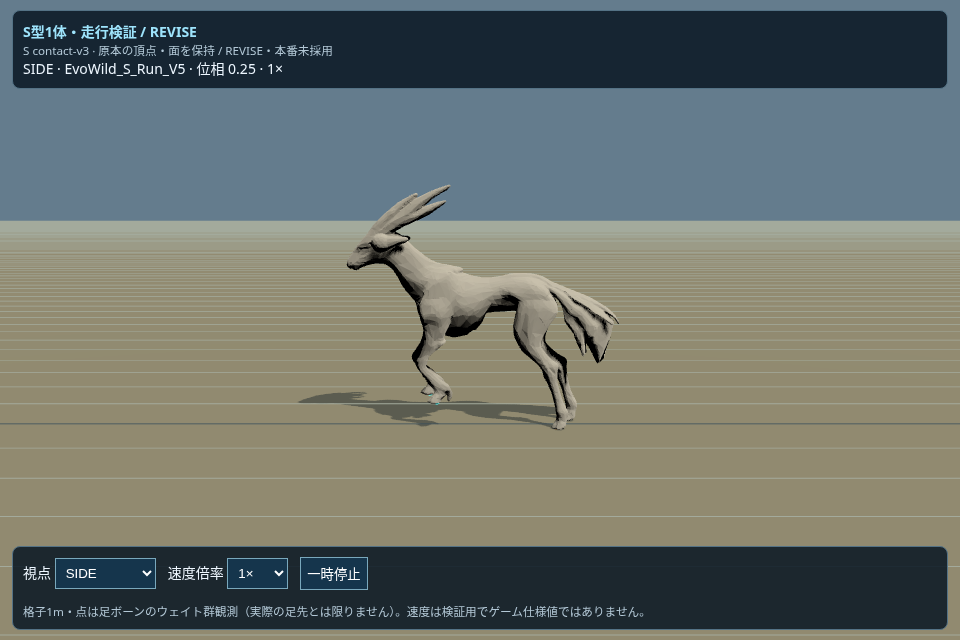 S型1体・走行検証 / REVISE
S contact-v3 · 原本の頂点・面を保持 / REVISE・本番未採用
SIDE · EvoWild_S_Run_V5 · 位相 0.25 · 1×
視点 SIDE 速度倍率 1× 一時停止
格子1m・点は足ボーンのウェイト群観測（実際の足先とは限りません）。速度は検証用でゲーム仕様値ではありません。